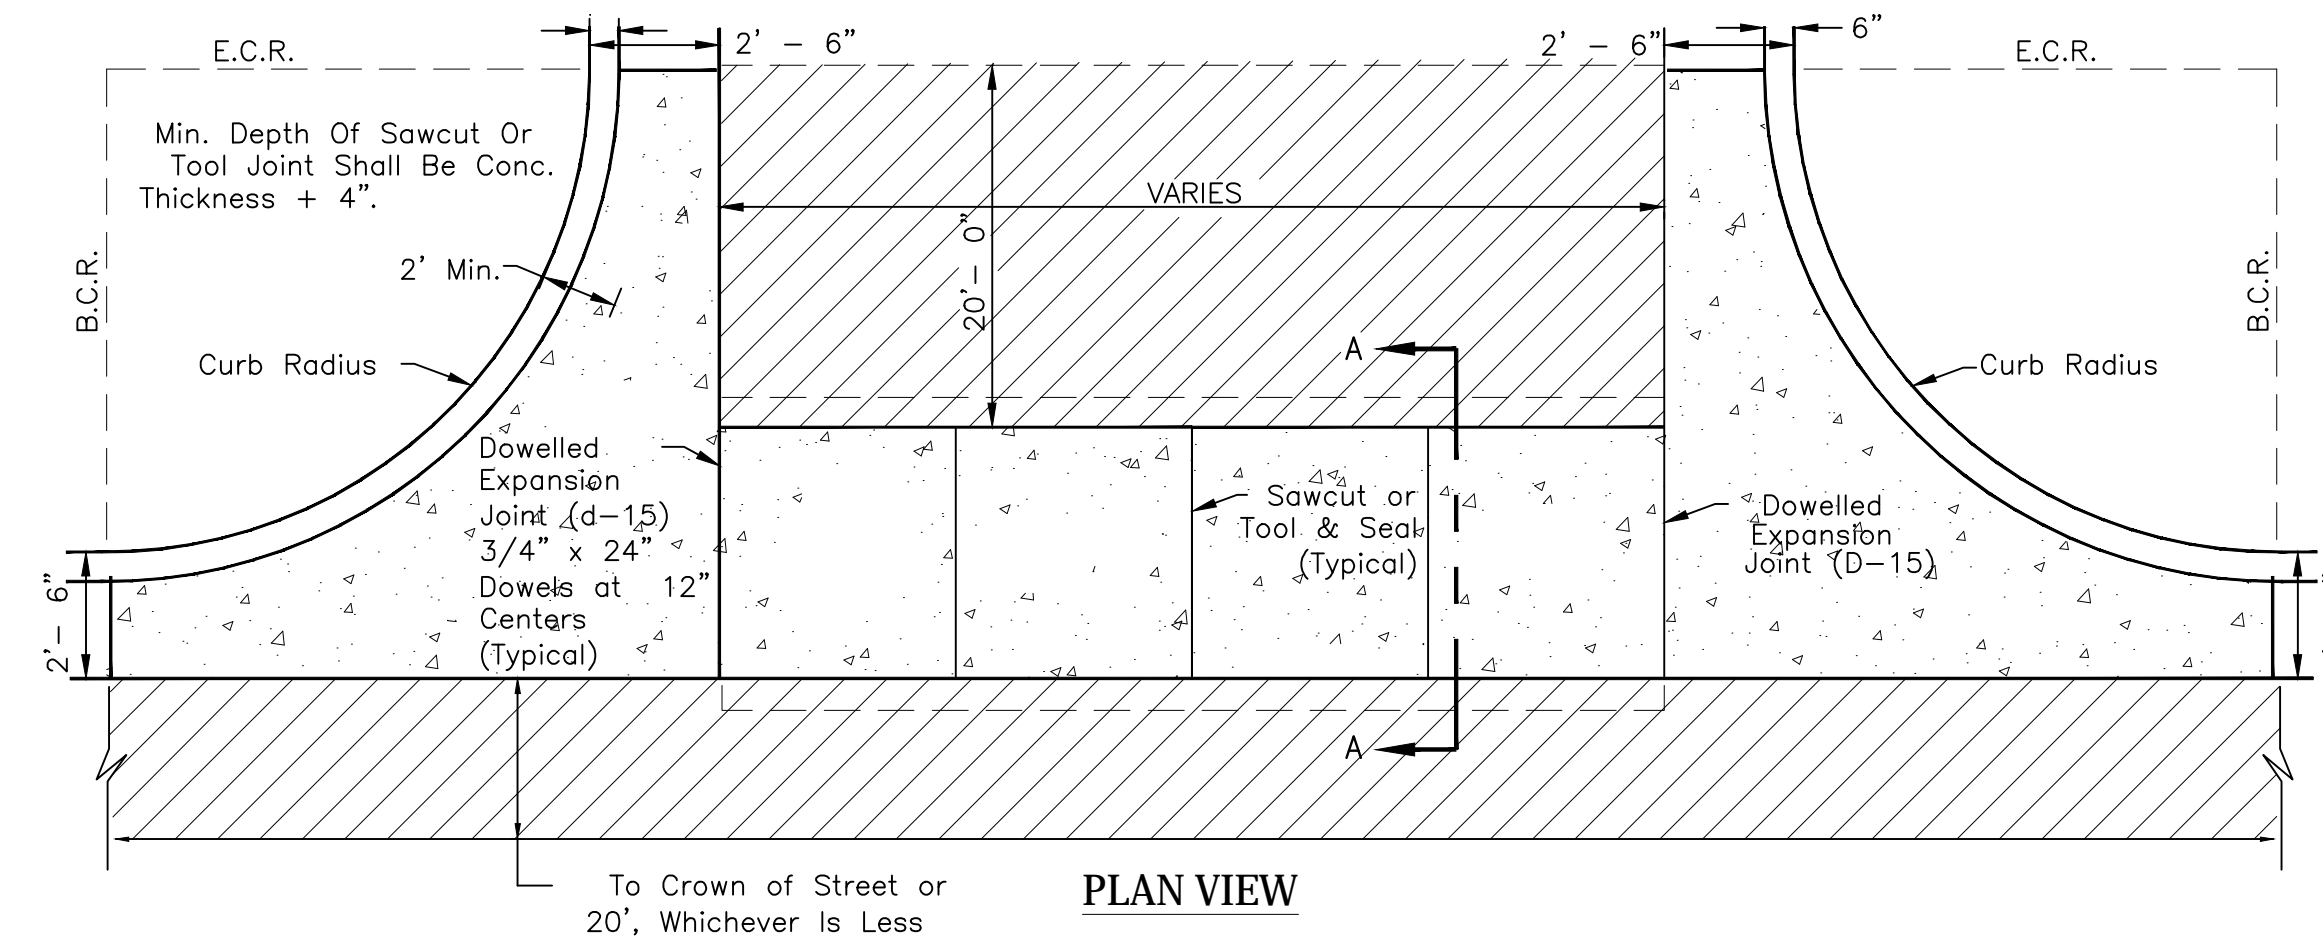 E.C.R.
2' - 6"
2' - 6"
6"
E.C.R.
Min. Depth Of Sawcut Or
Tool Joint Shall Be Conc.
Thickness + 4".
VARIES
20'- 0"
B.C.R.
B.C.R.
2' Min.
Curb Radius
A
Curb Radius
Dowelled
Expansion
Joint (d-15)
3/4" x 24"
Dowels at 12"
Centers
(Typical)
Sawcut or
Tool & Seal
(Typical)
Dowelled
Expansion
Joint (D-15)
2'- 6"
A
To Crown of Street or
20', Whichever Is Less
PLAN VIEW